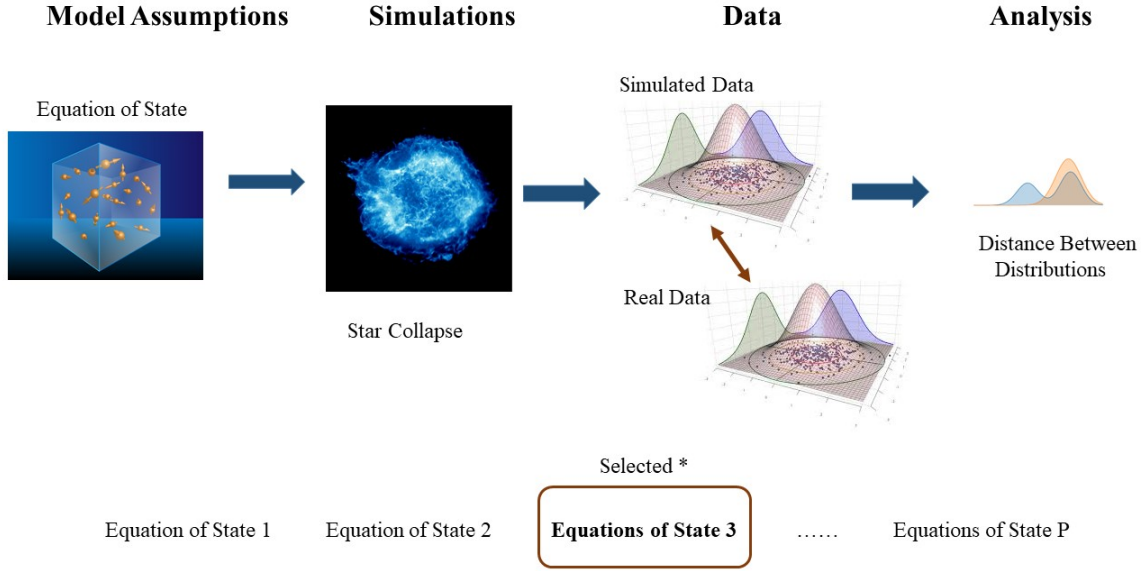 Model Assumptions
Simulations
Data
Analysis
Equation of State
Simulated Data
Star Collapse
Real Data
Distance Between
Distributions
Selected *
Equation of State 1
Equation of State 2
Equations of State 3
……
Equations of State P